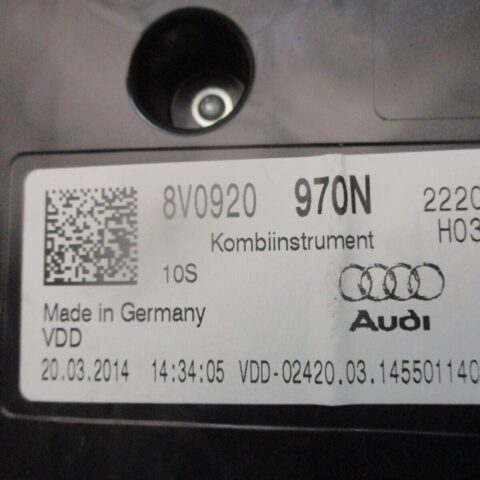 8V0920 970N 2220
Kombiinstrument H03
10S
Made in Germany Audi
VDD
20.03.2014 14:34:05 VDD-02420.03.145501140